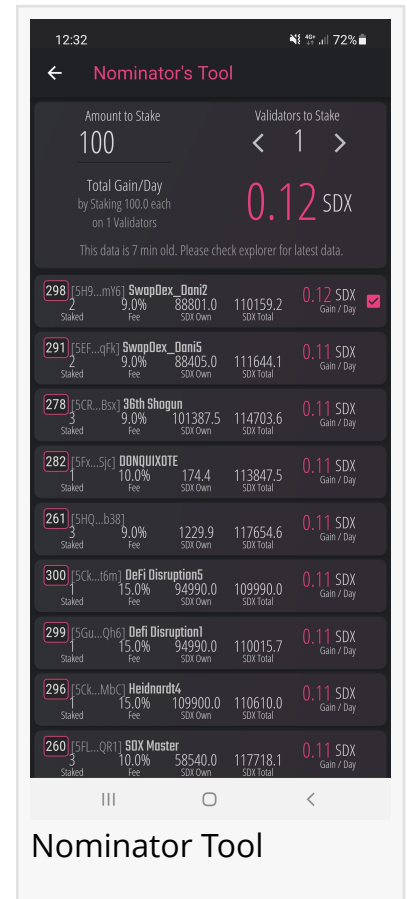 12:32 4G+ 72%
Nominator's Tool
Amount to Stake Validators to Stake
100 < 1 >
Total Gain/Day
by Staking 100.0 each
on 1 Validators
0.12 SDX
This data is 7 min old. Please check explorer for latest data.
298 [5H9...mY6] SwapDex_Dani2
2 9.0% 88801.0 110159.2 0.12 SDX
Staked Fee SDX Own SDX Total Gain / Day
291 [5EF...qFk] SwapDex_Dani5
2 9.0% 88405.0 111644.1 0.11 SDX
Staked Fee SDX Own SDX Total Gain / Day
278 [5CR...Bsx] 36th Shogun
3 9.0% 101387.5 114703.6 0.11 SDX
Staked Fee SDX Own SDX Total Gain / Day
282 [5Fx...Sjc] DONQUIXOTE
1 10.0% 174.4 113847.5 0.11 SDX
Staked Fee SDX Own SDX Total Gain / Day
261 [5HQ...b38]
3 9.0% 1229.9 117654.6 0.11 SDX
Staked Fee SDX Own SDX Total Gain / Day
300 [5Ck...t6m] DeFi Disruption5
1 15.0% 94990.0 109990.0 0.11 SDX
Staked Fee SDX Own SDX Total Gain / Day
299 [5Gu...Qh6] Defi Disruption1
1 15.0% 94990.0 110015.7 0.11 SDX
Staked Fee SDX Own SDX Total Gain / Day
296 [5Ck...MbC] Heidnardt4
1 15.0% 109900.0 110610.0 0.11 SDX
Staked Fee SDX Own SDX Total Gain / Day
260 [5FL...QR1] SDX Master
3 10.0% 58540.0 117718.1 0.11 SDX
Staked Fee SDX Own SDX Total Gain / Day
Nominator Tool